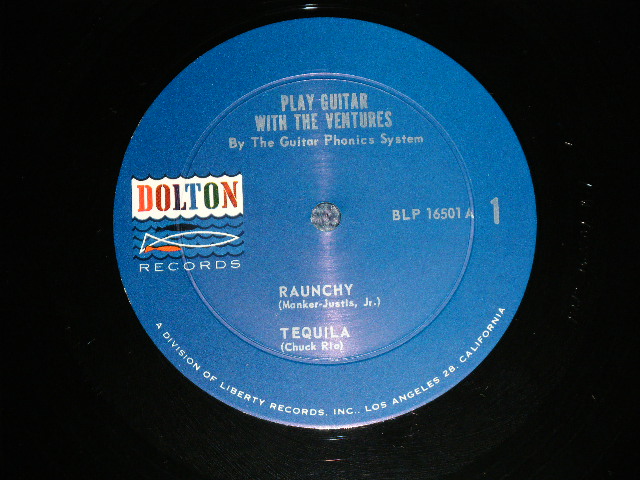 PLAY GUITAR
WITH THE VENTURES
By The Guitar Phonics System
DOLTON
RECORDS
BLP 16501 A 1
RAUNCHY
(Manker-Justis, Jr.)
TEQUILA
(Chuck Rio)
A DIVISION OF LIBERTY RECORDS, INC., LOS ANGELES 28, CALIFORNIA